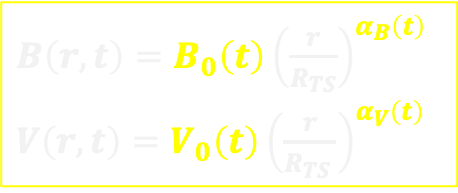 B(r, t) = B₀(t) (r/R_TS)^α_B(t)
V(r, t) = V₀(t) (r/R_TS)^α_V(t)